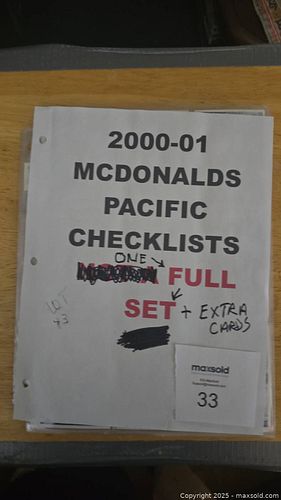 2000-01
MCDONALDS
PACIFIC
CHECKLISTS
ONE
FULL
SET + EXTRA
CARDS
LOT
43
maxsold
33
Copyright 2025 - maxsold.com